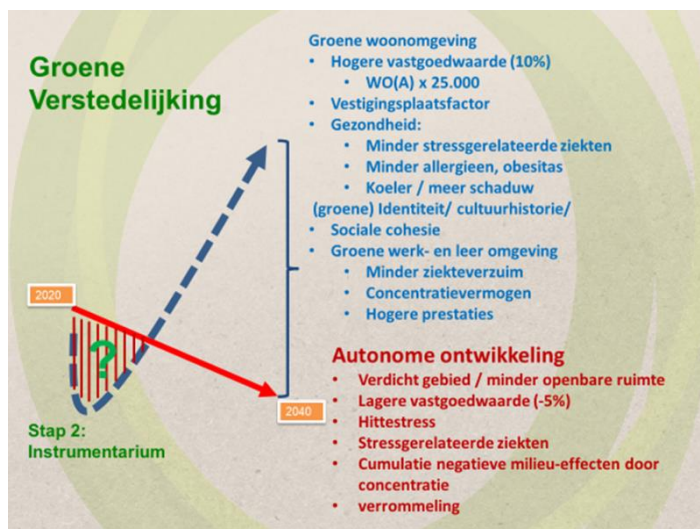 Groene
Verstedelijking
Groene woonomgeving
• Hogere vastgoedwaarde (10%)
• WO(A) x 25.000
• Vestigingsplaatsfactor
• Gezondheid:
• Minder stressgerelateerde ziekten
• Minder allergieen, obesitas
• Koeler / meer schaduw
(groene) Identiteit/ cultuurhistorie/
• Sociale cohesie
• Groene werk- en leer omgeving
• Minder ziekteverzuim
• Concentratievermogen
• Hogere prestaties
2020
?
2040
Stap 2:
Instrumentarium
Autonome ontwikkeling
• Verdicht gebied / minder openbare ruimte
• Lagere vastgoedwaarde (-5%)
• Hittestress
• Stressgerelateerde ziekten
• Cumulatie negatieve milieu-effecten door
concentratie
• verrommeling